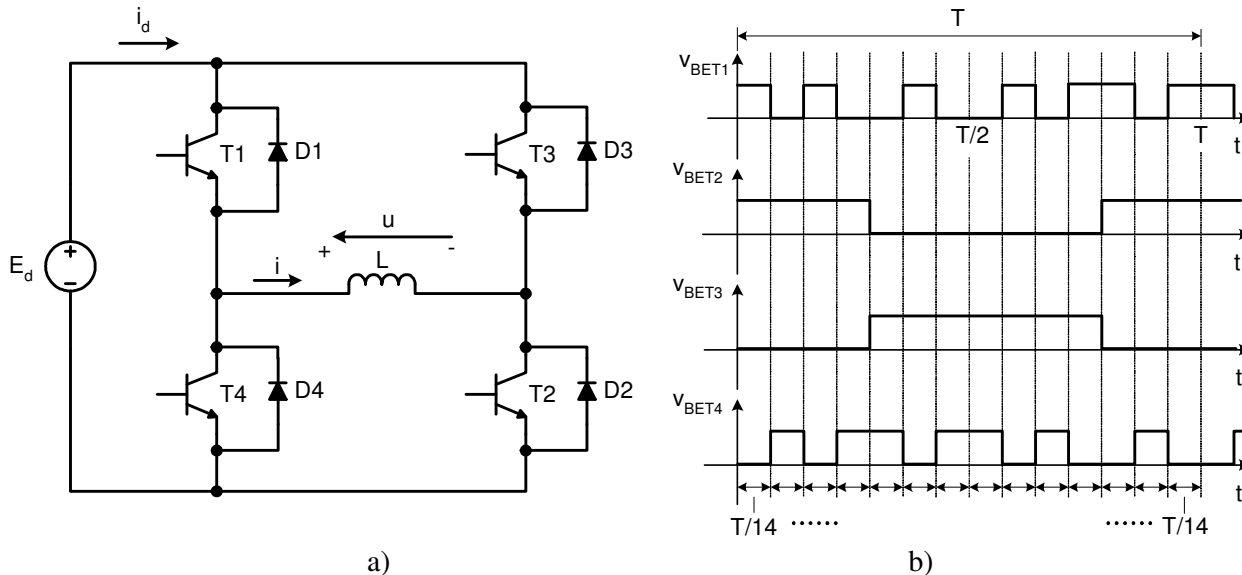 i_d
T1
D1
T3
D3
u
+
-
i
L
E_d
+
−
T4
D4
T2
D2
a)
T
v_BET1
T/2
T
t
v_BET2
t
v_BET3
t
v_BET4
t
T/14
......
......
T/14
b)